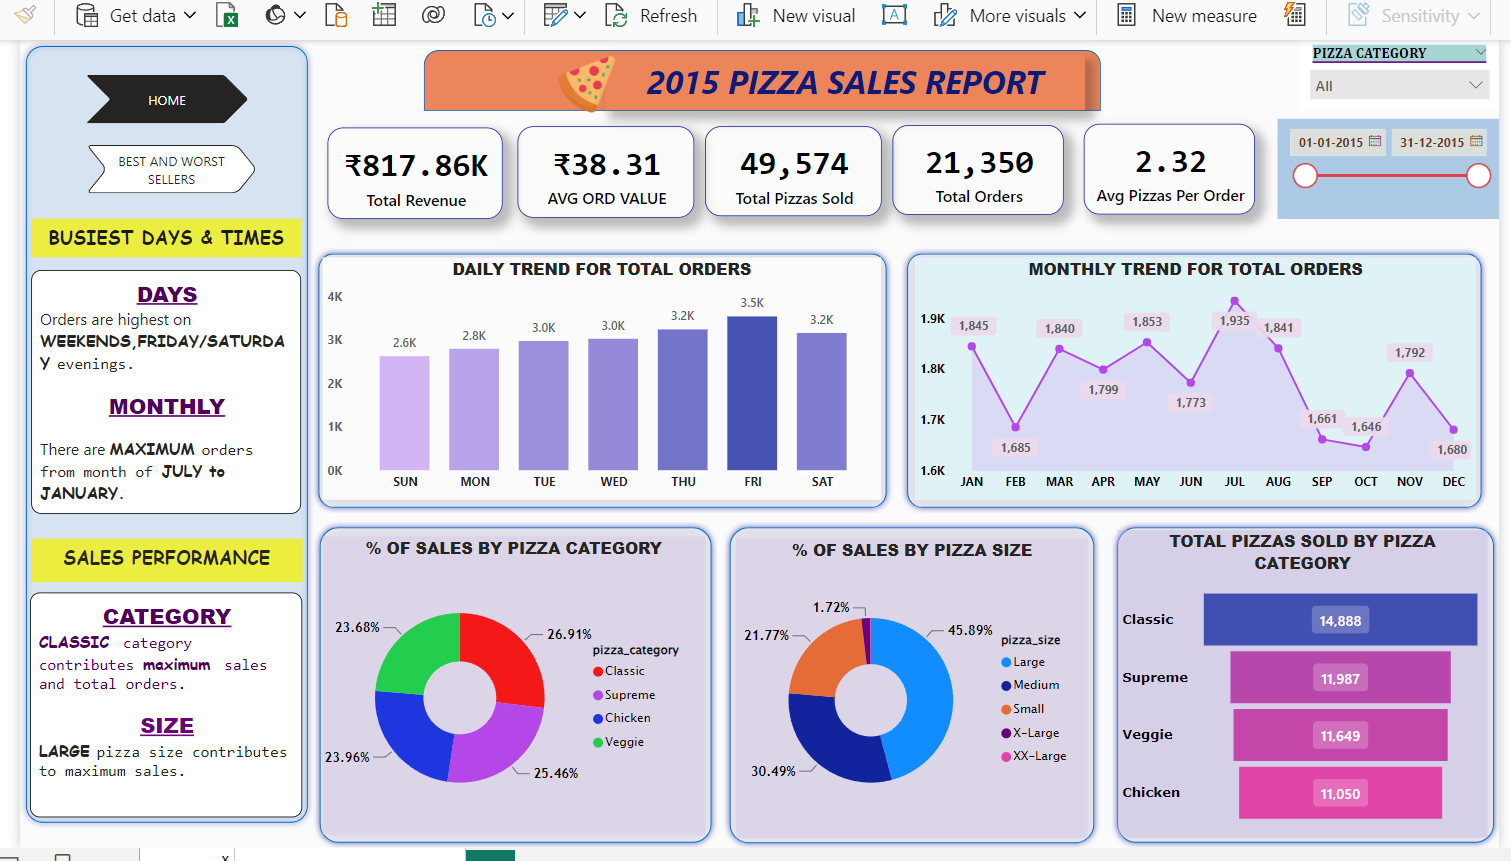 Get data
Refresh
New visual
More visuals
New measure
Sensitivity
HOME
BEST AND WORST
SELLERS
BUSIEST DAYS & TIMES
DAYS
Orders are highest on
WEEKENDS,FRIDAY/SATURDA
Y evenings.
MONTHLY
There are MAXIMUM orders
from month of JULY to
JANUARY.
SALES PERFORMANCE
CATEGORY
CLASSIC category
contributes maximum sales
and total orders.
SIZE
LARGE pizza size contributes
to maximum sales.
2015 PIZZA SALES REPORT
PIZZA CATEGORY
All
01-01-2015 31-12-2015
₹817.86K
Total Revenue
₹38.31
AVG ORD VALUE
49,574
Total Pizzas Sold
21,350
Total Orders
2.32
Avg Pizzas Per Order
DAILY TREND FOR TOTAL ORDERS
4K
3K
2K
1K
0K
2.6K
2.8K
3.0K
3.0K
3.2K
3.5K
3.2K
SUN MON TUE WED THU FRI SAT
MONTHLY TREND FOR TOTAL ORDERS
1.9K
1.8K
1.7K
1.6K
1,845
1,685
1,840
1,799
1,853
1,773
1,935
1,841
1,661
1,646
1,792
1,680
JAN FEB MAR APR MAY JUN JUL AUG SEP OCT NOV DEC
% OF SALES BY PIZZA CATEGORY
23.68%
26.91%
23.96%
25.46%
pizza_category
Classic
Supreme
Chicken
Veggie
% OF SALES BY PIZZA SIZE
1.72%
21.77%
45.89%
30.49%
pizza_size
Large
Medium
Small
X-Large
XX-Large
TOTAL PIZZAS SOLD BY PIZZA
CATEGORY
Classic 14,888
Supreme 11,987
Veggie 11,649
Chicken 11,050